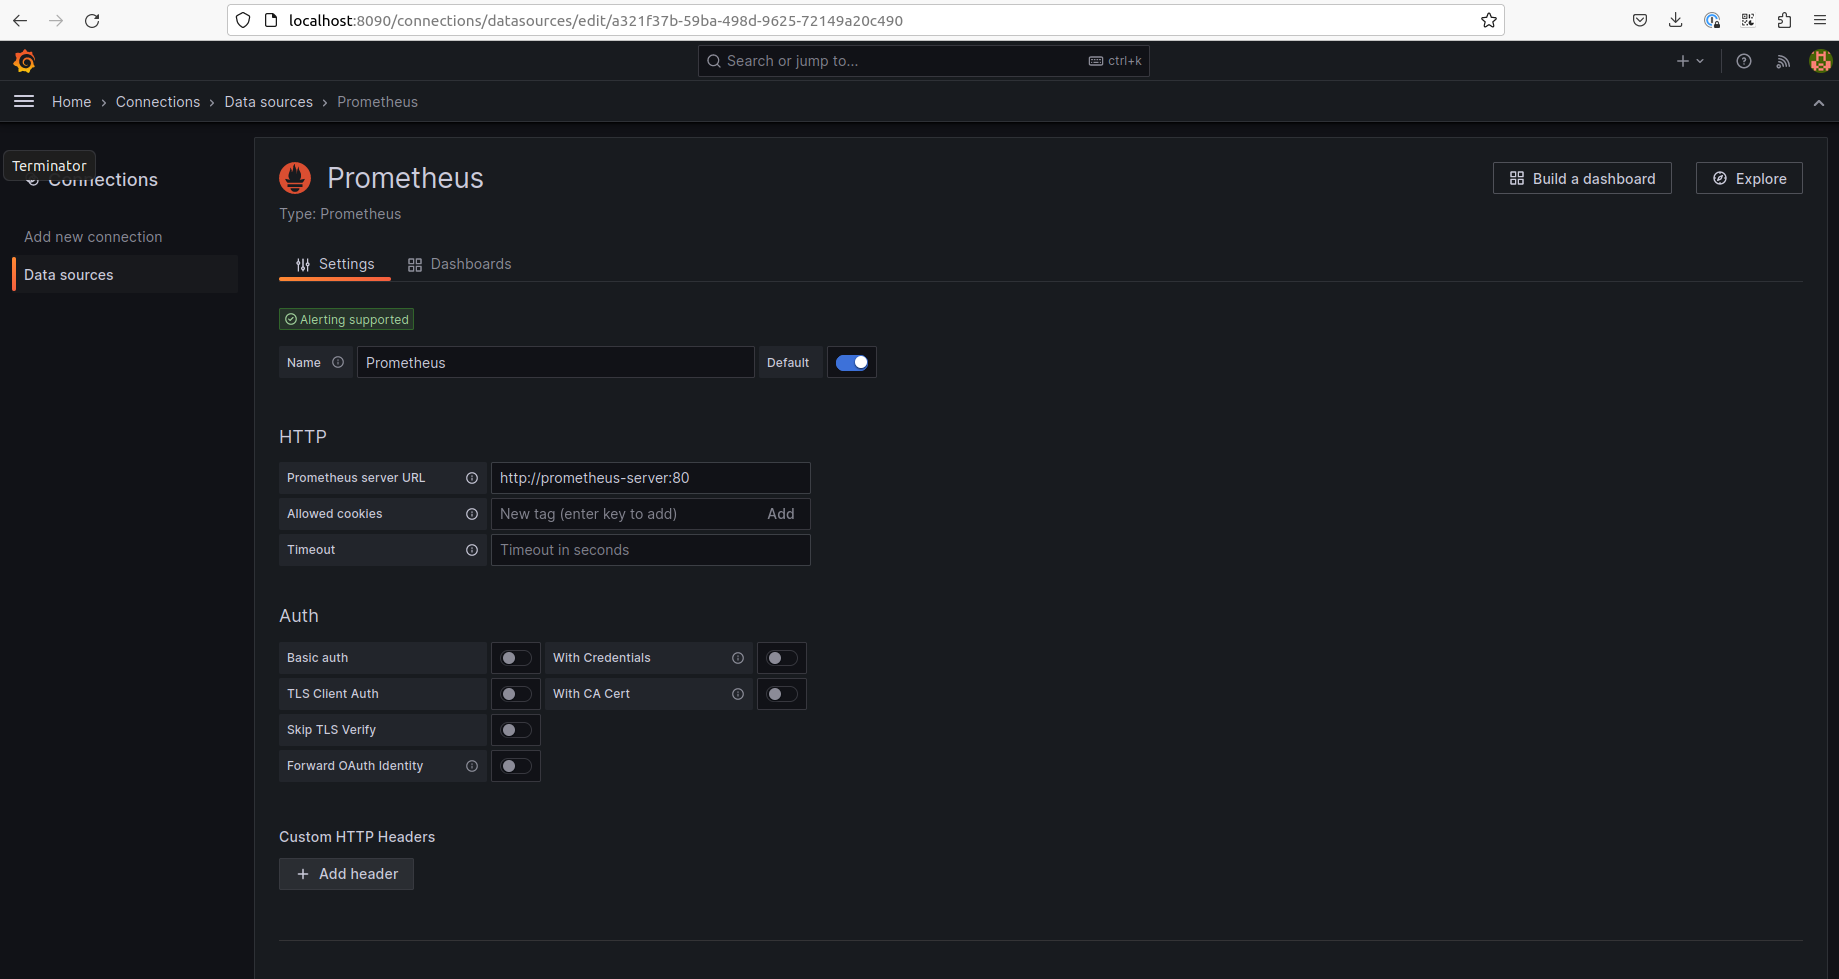 localhost:8090/connections/datasources/edit/a321f37b-59ba-498d-9625-72149a20c490
Search or jump to...
ctrl+k
Home › Connections › Data sources › Prometheus
Terminator
Connections
Add new connection
Data sources
Prometheus
Type: Prometheus
Build a dashboard
Explore
Settings
Dashboards
Alerting supported
Name
Prometheus
Default
HTTP
Prometheus server URL
http://prometheus-server:80
Allowed cookies
New tag (enter key to add)
Add
Timeout
Timeout in seconds
Auth
Basic auth
With Credentials
TLS Client Auth
With CA Cert
Skip TLS Verify
Forward OAuth Identity
Custom HTTP Headers
+ Add header